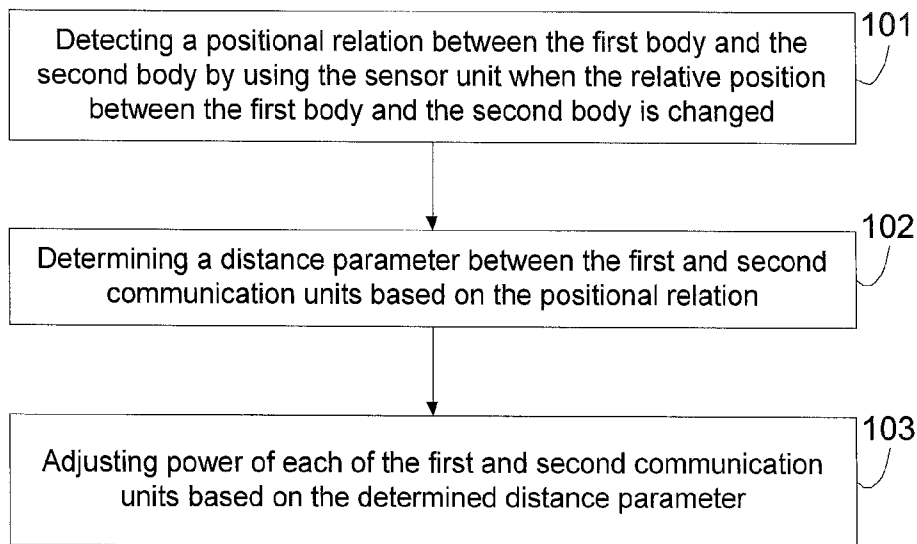 Detecting a positional relation between the first body and the
second body by using the sensor unit when the relative position
between the first body and the second body is changed
101
Determining a distance parameter between the first and second
communication units based on the positional relation
102
Adjusting power of each of the first and second communication
units based on the determined distance parameter
103